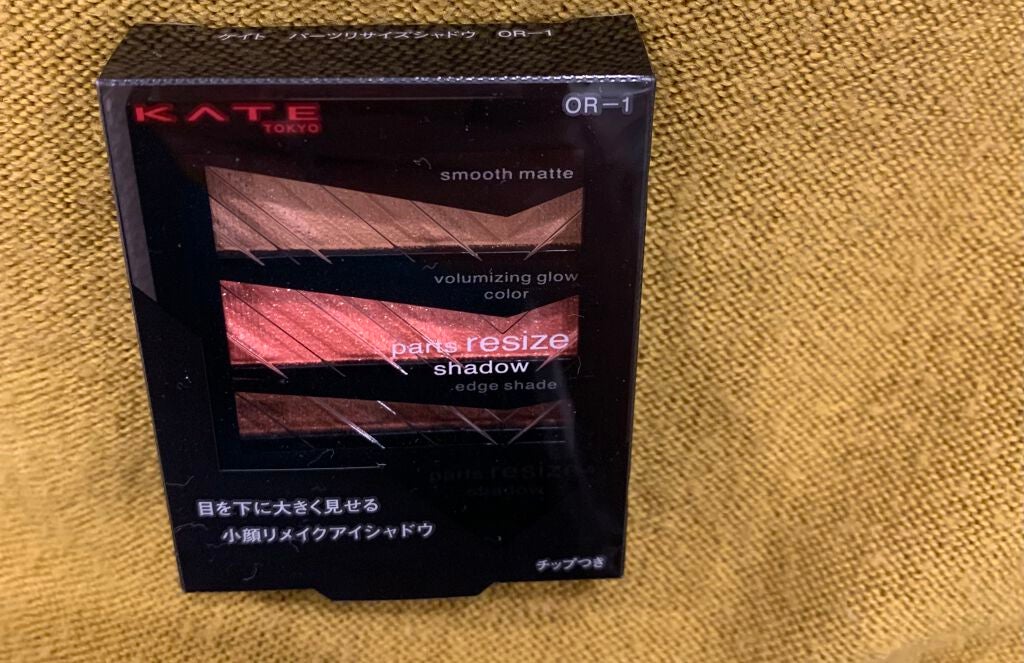 ケイト パーツリサイズシャドウ OR-1
KATE
TOKYO
OR-1
smooth matte
volumizing glow
color
parts resize
shadow
edge shade
parts resize
shadow
目を下に大きく見せる
小顔リメイクアイシャドウ
チップつき